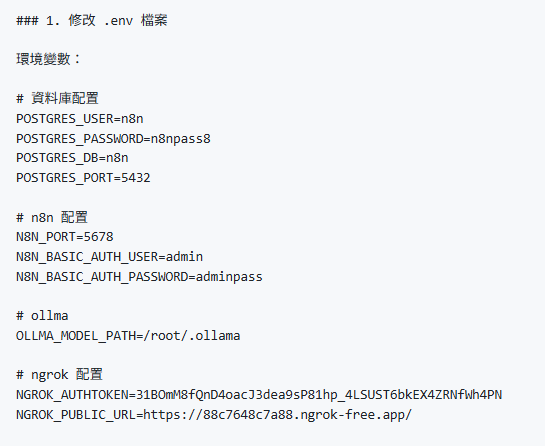 ### 1. 修改 .env 檔案
環境變數：
# 資料庫配置
POSTGRES_USER=n8n
POSTGRES_PASSWORD=n8npass8
POSTGRES_DB=n8n
POSTGRES_PORT=5432
# n8n 配置
N8N_PORT=5678
N8N_BASIC_AUTH_USER=admin
N8N_BASIC_AUTH_PASSWORD=adminpass
# ollma
OLLMA_MODEL_PATH=/root/.ollama
# ngrok 配置
NGROK_AUTHTOKEN=31BOmM8fQnD4oacJ3dea9sP81hp_4LSUST6bkEX4ZRNfWh4PN
NGROK_PUBLIC_URL=https://88c7648c7a88.ngrok-free.app/